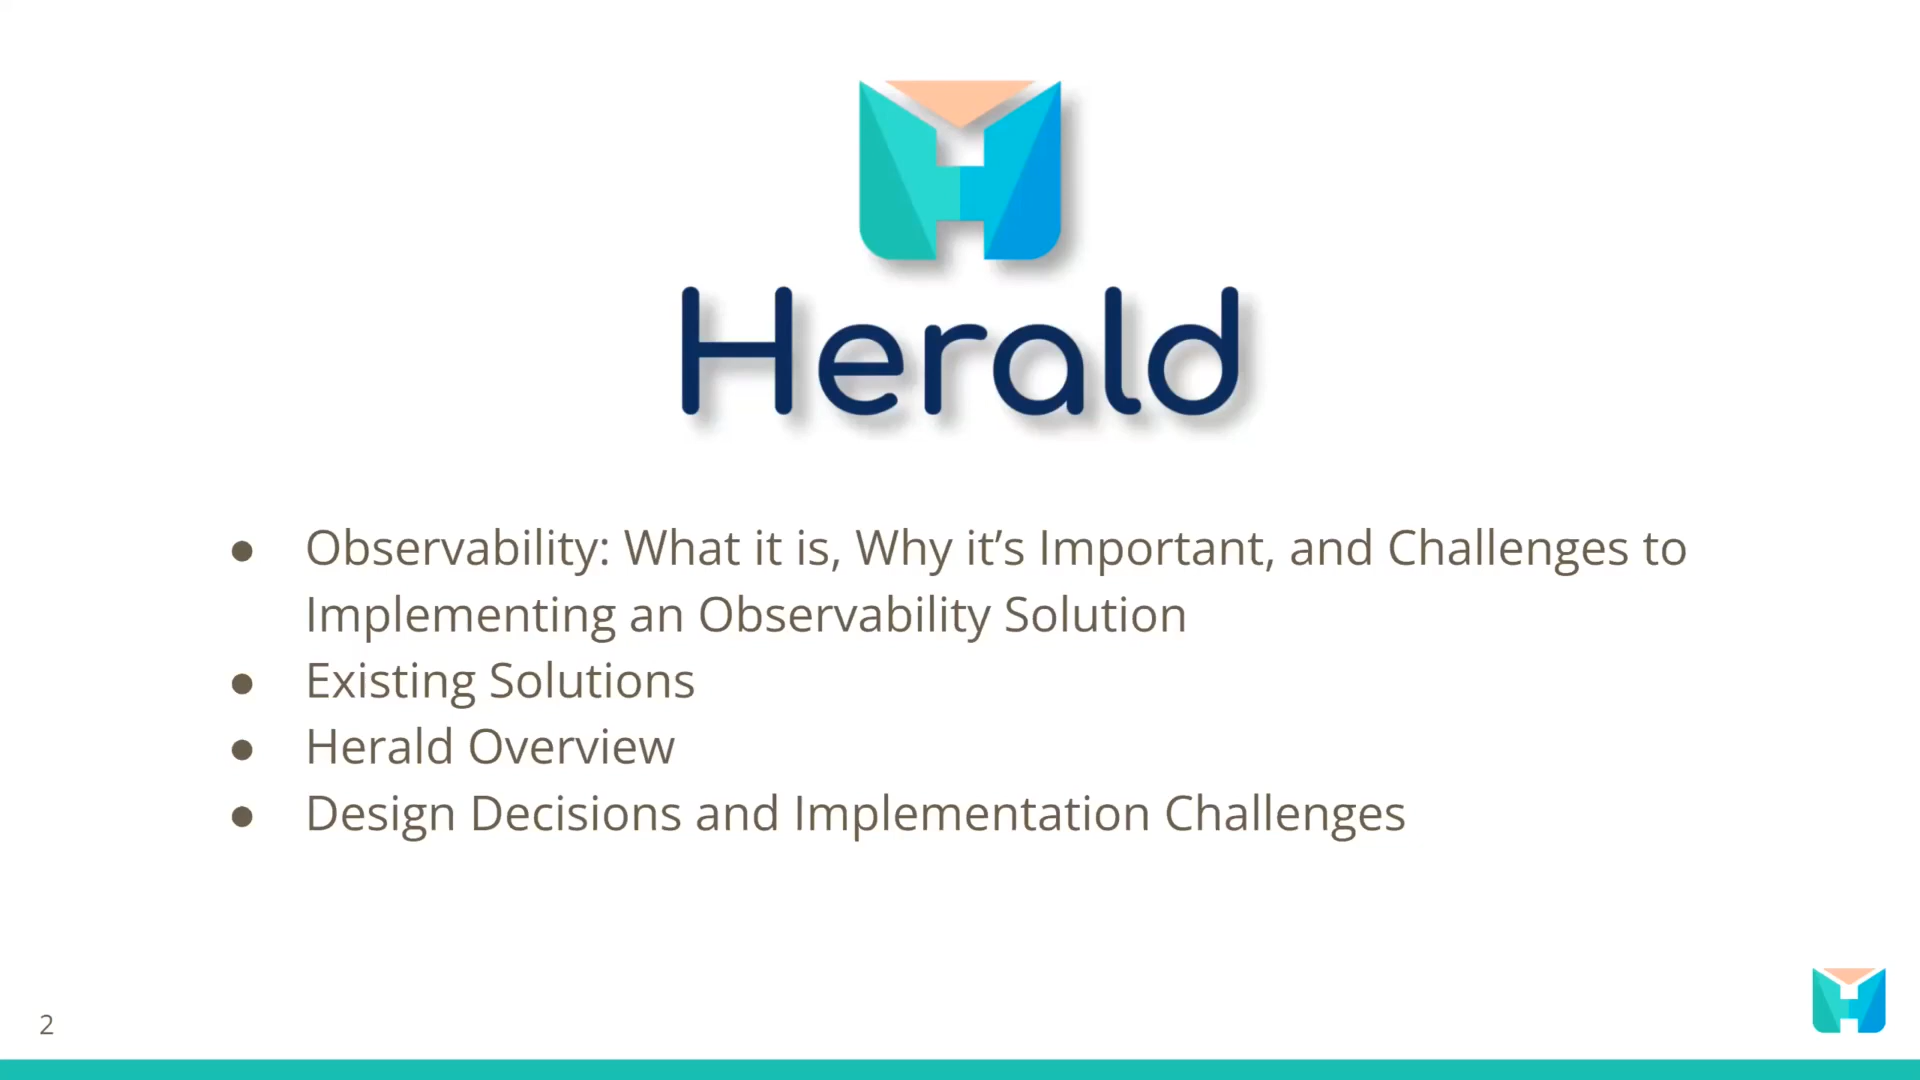 Herald
● Observability: What it is, Why it’s Important, and Challenges to
Implementing an Observability Solution
● Existing Solutions
● Herald Overview
● Design Decisions and Implementation Challenges
2